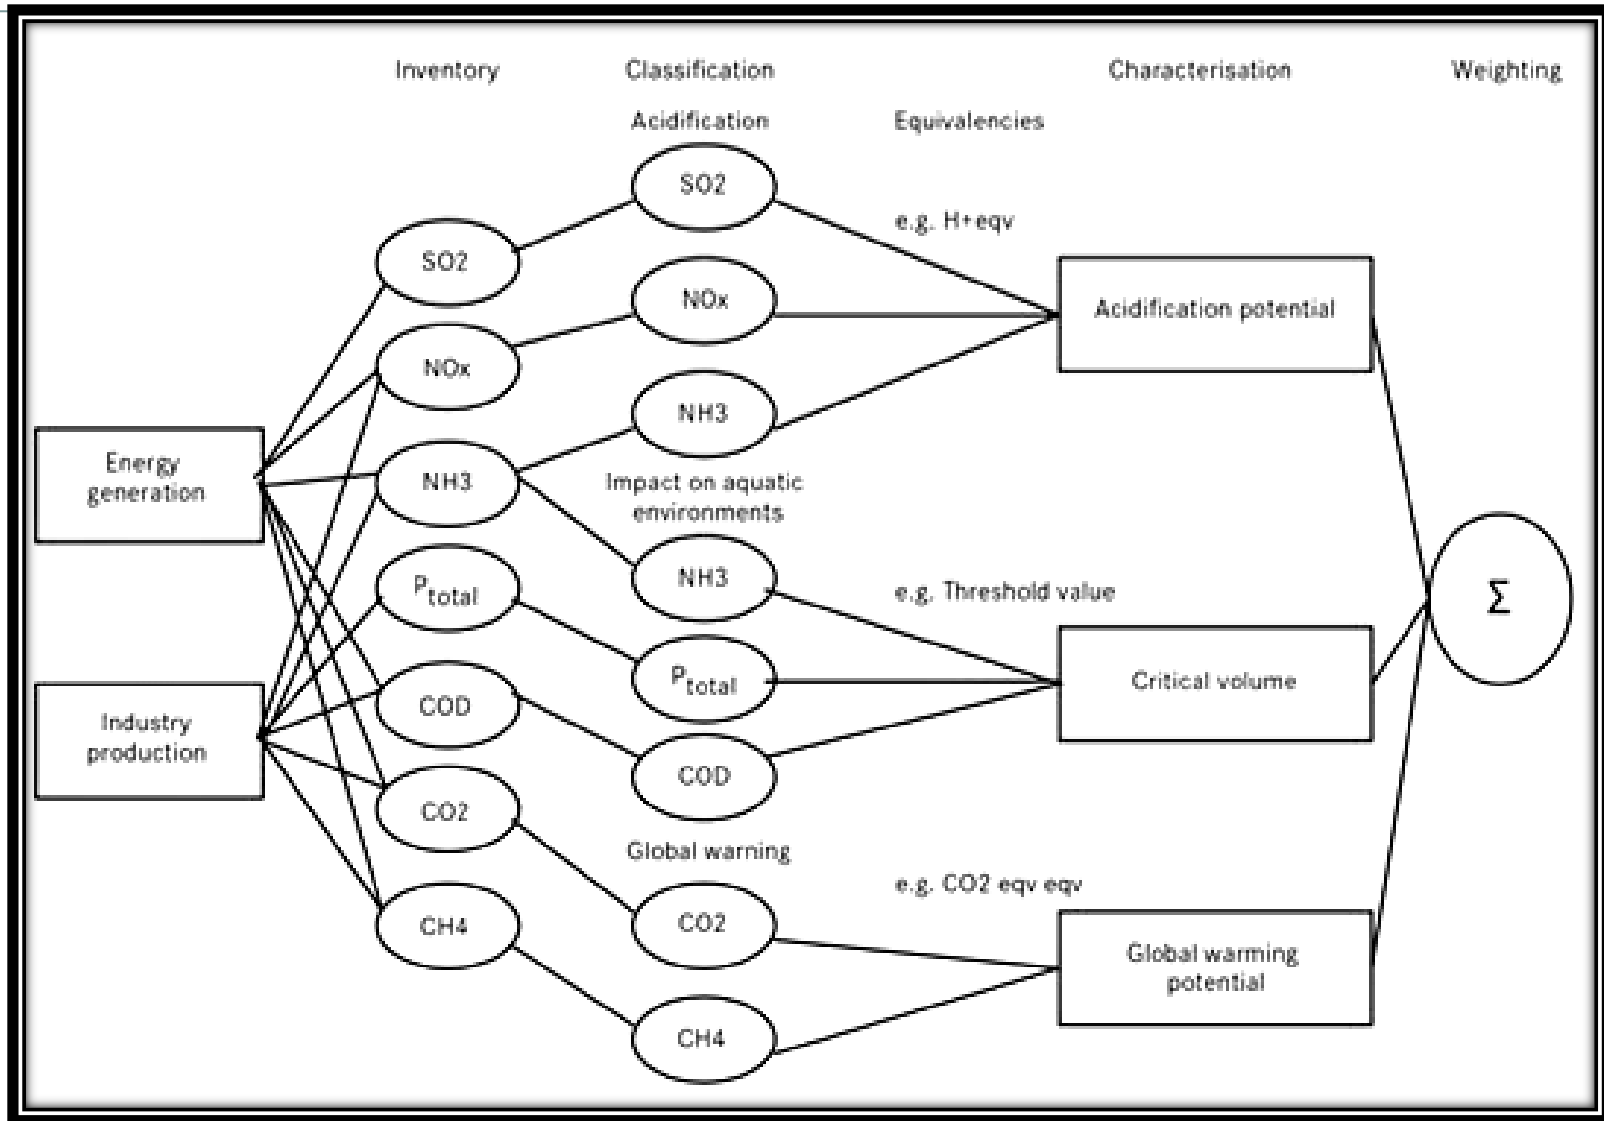 Inventory
Classification
Characterisation
Weighting
Acidification
Equivalencies
SO2
e.g. H+eqv
SO2
NOx
Acidification potential
NOx
NH3
Energy
generation
NH3
Impact on aquatic
environments
NH3
e.g. Threshold value
Ptotal
Σ
Ptotal
Critical volume
COD
Industry
production
COD
CO2
Global warning
e.g. CO2 eqv eqv
CH4
CO2
Global warming
potential
CH4